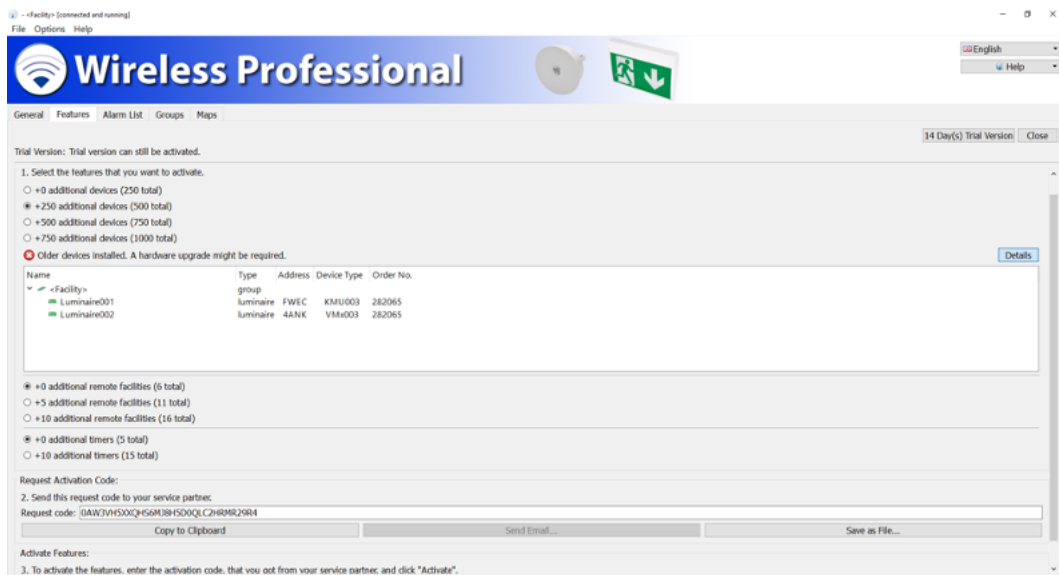 - <Facility> [connected and running]
File Options Help
Wireless Professional
English
Help
General Features Alarm List Groups Maps
14 Day(s) Trial Version Close
Trial Version: Trial version can still be activated.
1. Select the features that you want to activate.
+0 additional devices (250 total)
+250 additional devices (500 total)
+500 additional devices (750 total)
+750 additional devices (1000 total)
Older devices installed. A hardware upgrade might be required.
Details
Name Type Address Device Type Order No.
<Facility> group
Luminaire001 luminaire FWEC KMU003 282065
Luminaire002 luminaire 4ANK VMx003 282065
+0 additional remote facilities (6 total)
+5 additional remote facilities (11 total)
+10 additional remote facilities (16 total)
+0 additional timers (5 total)
+10 additional timers (15 total)
Request Activation Code:
2. Send this request code to your service partner.
Request code: 0AW3VH5XXQHS6MJ8H5D0QLC2HRMR29R4
Copy to Clipboard Send Email... Save as File...
Activate Features:
3. To activate the features, enter the activation code, that you got from your service partner, and click "Activate".